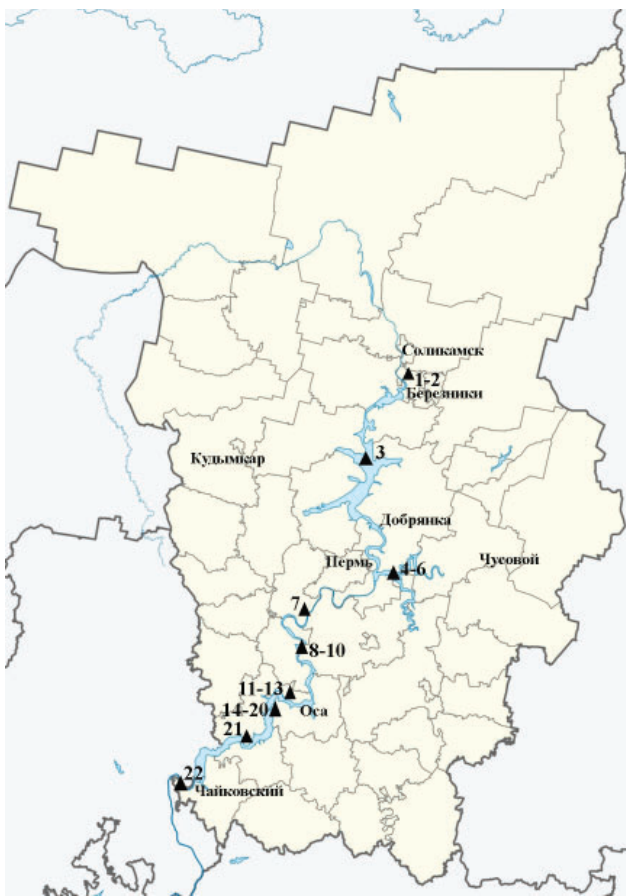 Соликамск
1-2
Березники
3
Кудымкар
Добрянка
Пермь
4-6
Чусовой
7
8-10
11-13
14-20
Оса
21
22
Чайковский